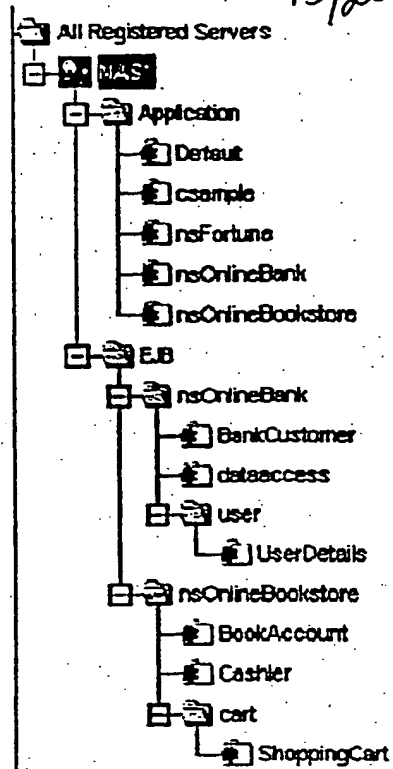 All Registered Servers
NAS
Application
Default
csample
nsFortune
nsOnlineBank
nsOnlineBookstore
EJB
nsOnlineBank
BankCustomer
dataaccess
user
UserDetails
nsOnlineBookstore
BookAccount
Cashier
cart
ShoppingCart